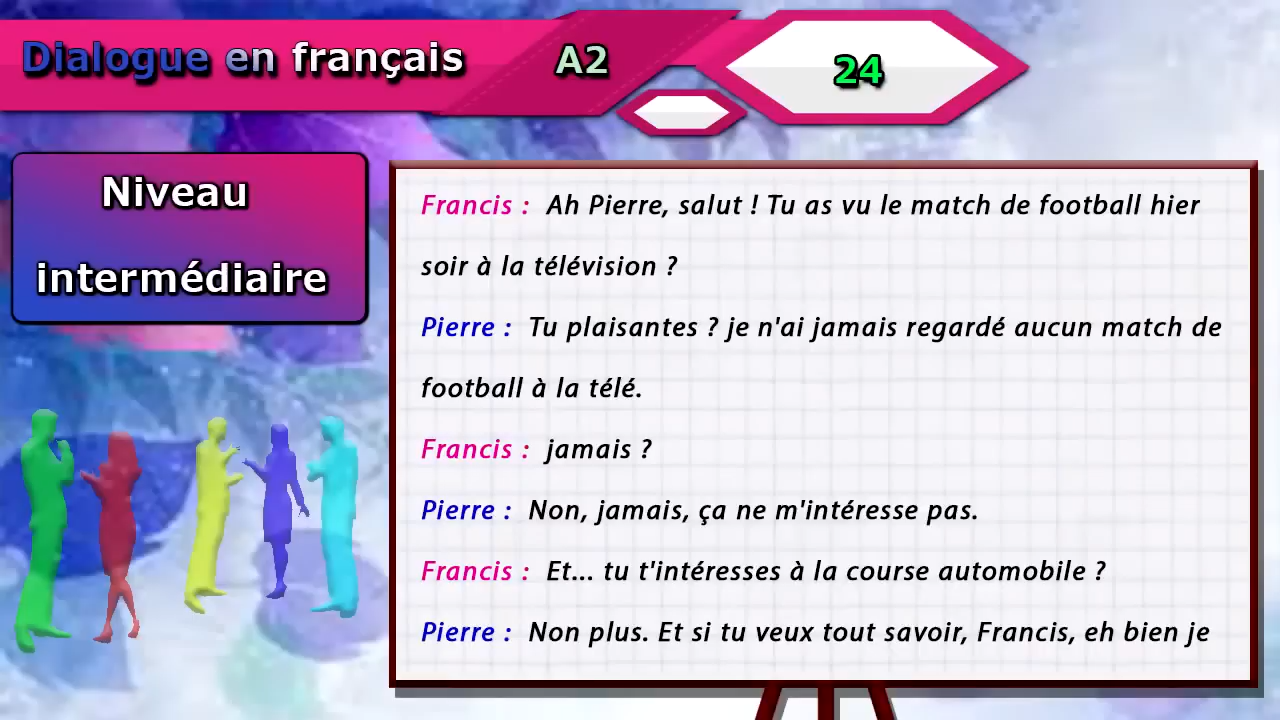 Dialogue en français
A2
24
Niveau
intermédiaire
Francis : Ah Pierre, salut ! Tu as vu le match de football hier
soir à la télévision ?
Pierre : Tu plaisantes ? je n'ai jamais regardé aucun match de
football à la télé.
Francis : jamais ?
Pierre : Non, jamais, ça ne m'intéresse pas.
Francis : Et... tu t'intéresses à la course automobile ?
Pierre : Non plus. Et si tu veux tout savoir, Francis, eh bien je